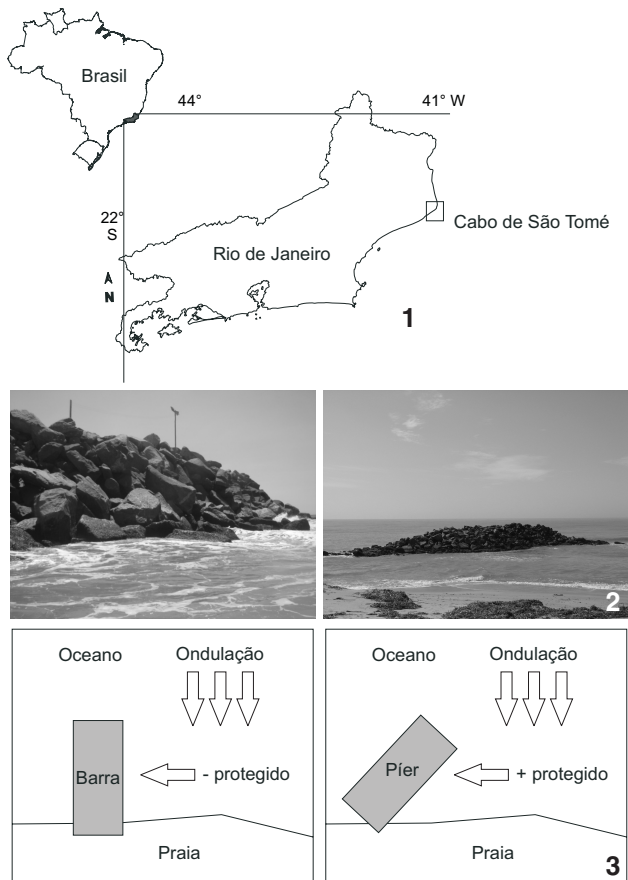 Brasil
44°
41° W
22°
S
Cabo de São Tomé
Rio de Janeiro
A
N
1
2
Oceano
Ondulação
Barra
- protegido
Praia
Oceano
Ondulação
Píer
+ protegido
Praia
3